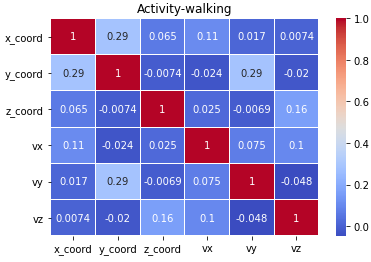 Activity-walking
x_coord 1 0.29 0.065 0.11 0.017 0.0074
y_coord 0.29 1 -0.0074 -0.024 0.29 -0.02
z_coord 0.065 -0.0074 1 0.025 -0.0069 0.16
vx 0.11 -0.024 0.025 1 0.075 0.1
vy 0.017 0.29 -0.0069 0.075 1 -0.048
vz 0.0074 -0.02 0.16 0.1 -0.048 1
x_coord y_coord z_coord vx vy vz
1.0
0.8
0.6
0.4
0.2
0.0